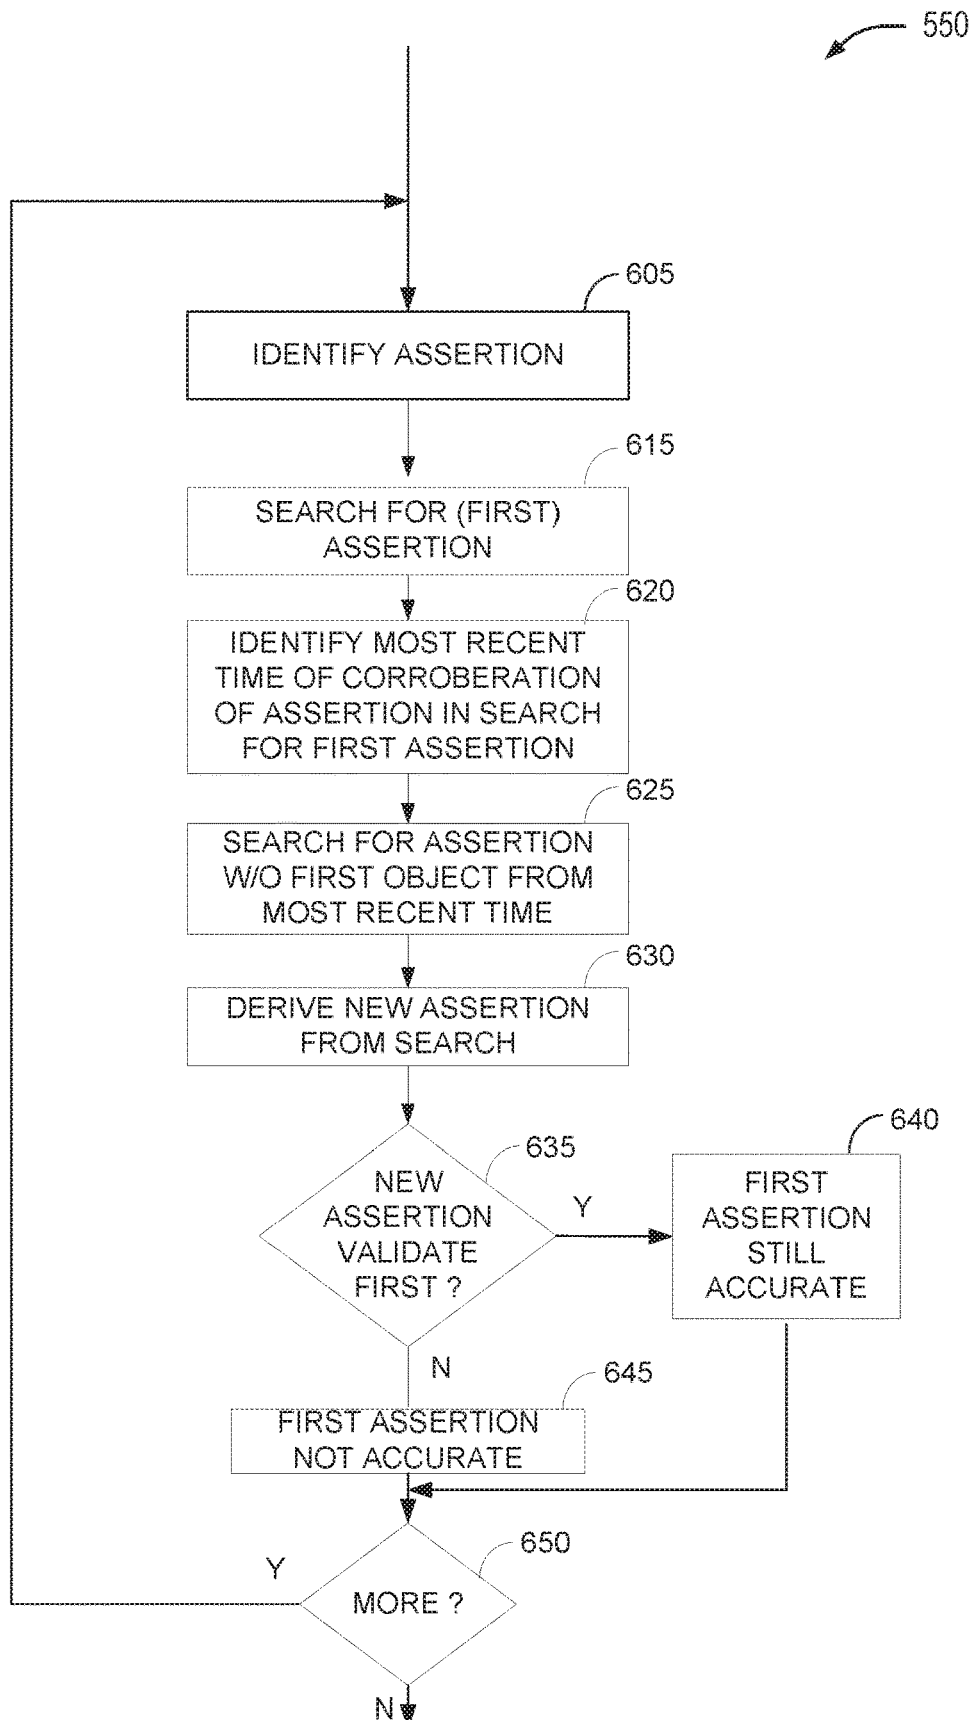 550
605
IDENTIFY ASSERTION
615
SEARCH FOR (FIRST)
ASSERTION
620
IDENTIFY MOST RECENT
TIME OF CORROBERATION
OF ASSERTION IN SEARCH
FOR FIRST ASSERTION
625
SEARCH FOR ASSERTION
W/O FIRST OBJECT FROM
MOST RECENT TIME
630
DERIVE NEW ASSERTION
FROM SEARCH
635
NEW
ASSERTION
VALIDATE
FIRST ?
Y
640
FIRST
ASSERTION
STILL
ACCURATE
N
645
FIRST ASSERTION
NOT ACCURATE
650
MORE ?
Y
N